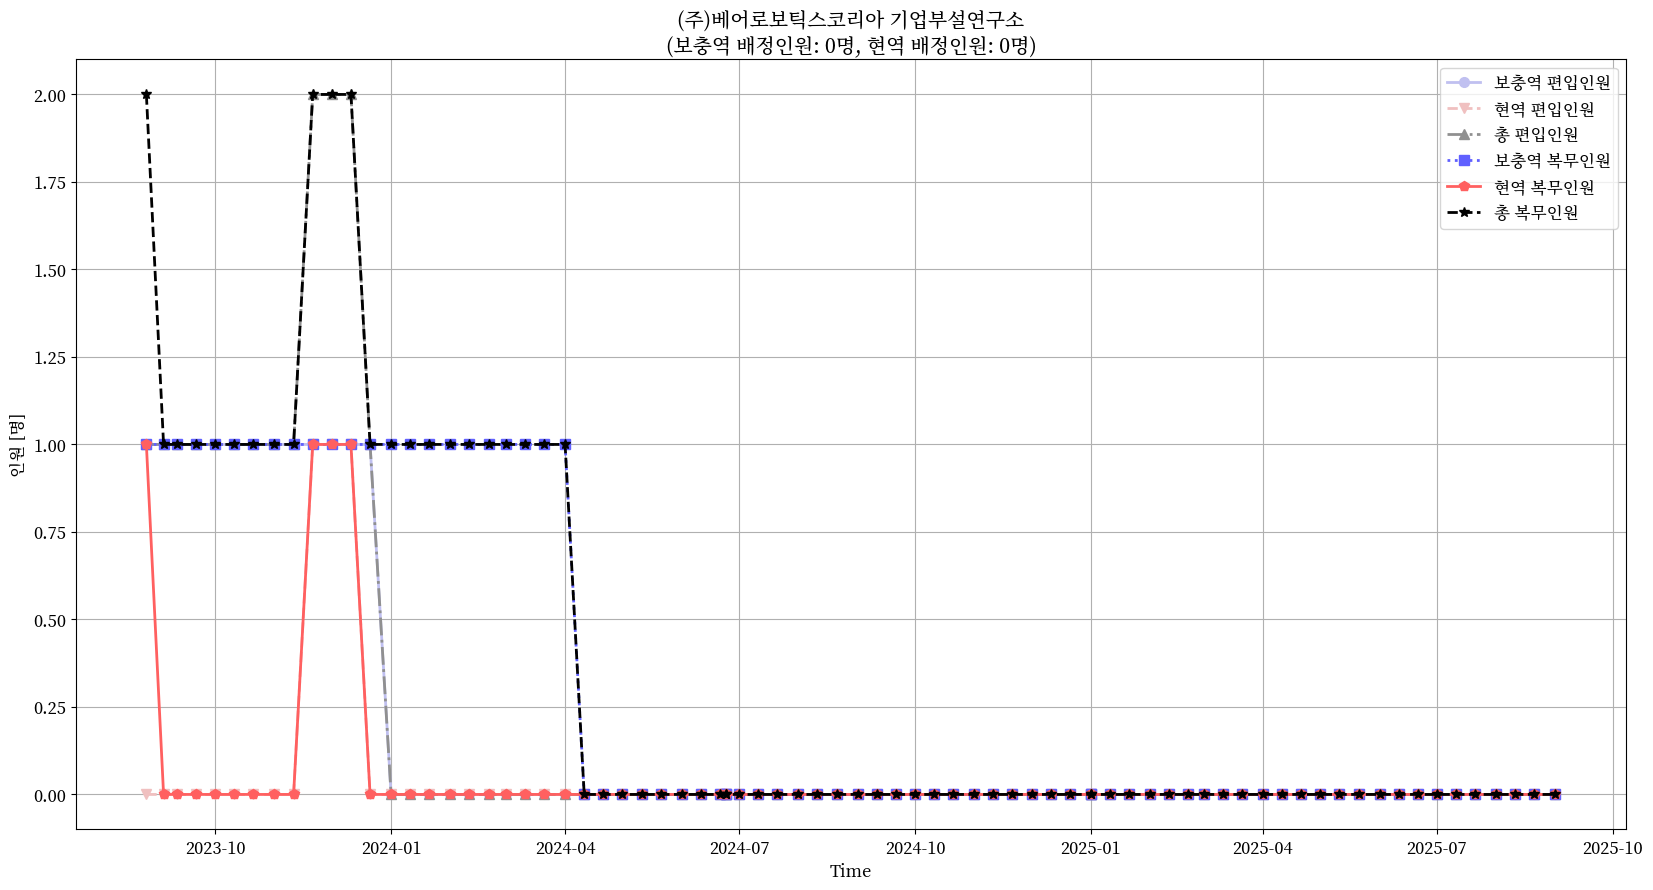 (주)베어로보틱스코리아 기업부설연구소
(보충역 배정인원: 0명, 현역 배정인원: 0명)
보충역 편입인원
현역 편입인원
총 편입인원
보충역 복무인원
현역 복무인원
총 복무인원
인원 [명]
2.00
1.75
1.50
1.25
1.00
0.75
0.50
0.25
0.00
2023-10 2024-01 2024-04 2024-07 2024-10 2025-01 2025-04 2025-07 2025-10
Time